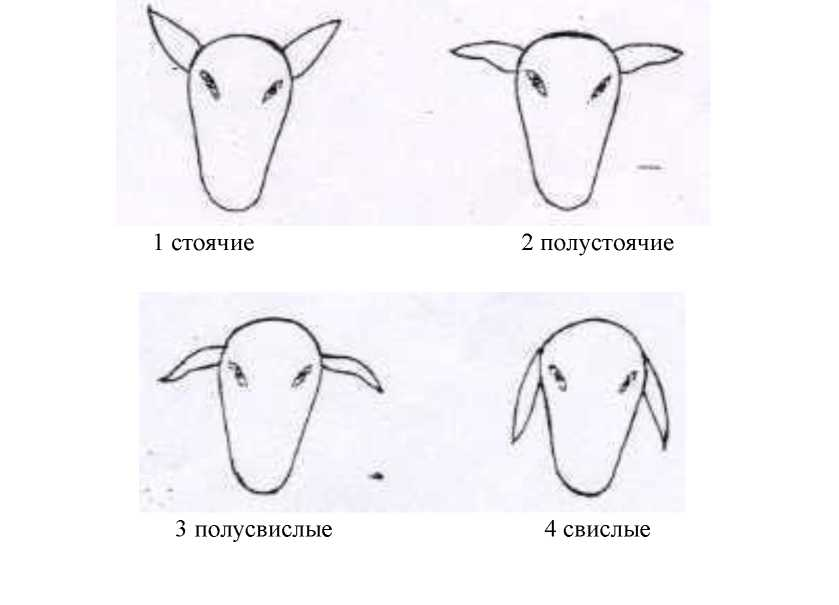 1 стоячие
2 полустоячие
3 полусвислые
4 свислые